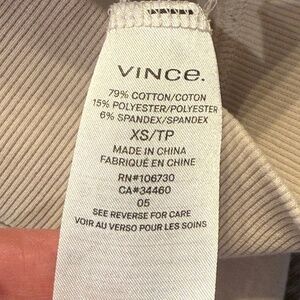 VINCE.
79% COTTON/COTON
15% POLYESTER/POLYESTER
6% SPANDEX/SPANDEX
XS/TP
MADE IN CHINA
FABRIQUÉ EN CHINE
RN#106730
CA#34460
05
SEE REVERSE FOR CARE
VOIR AU VERSO POUR LES SOINS